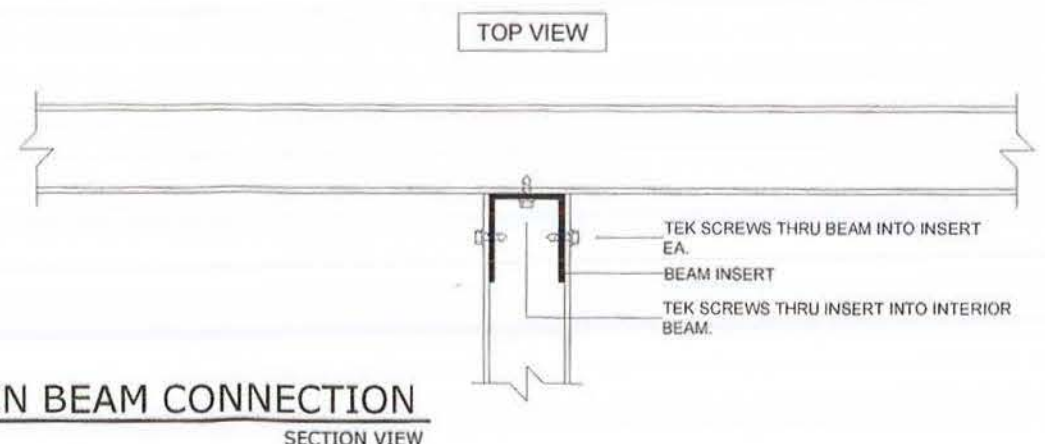 TOP VIEW
TEK SCREWS THRU BEAM INTO INSERT
EA.
BEAM INSERT
TEK SCREWS THRU INSERT INTO INTERIOR
BEAM.
N BEAM CONNECTION
SECTION VIEW